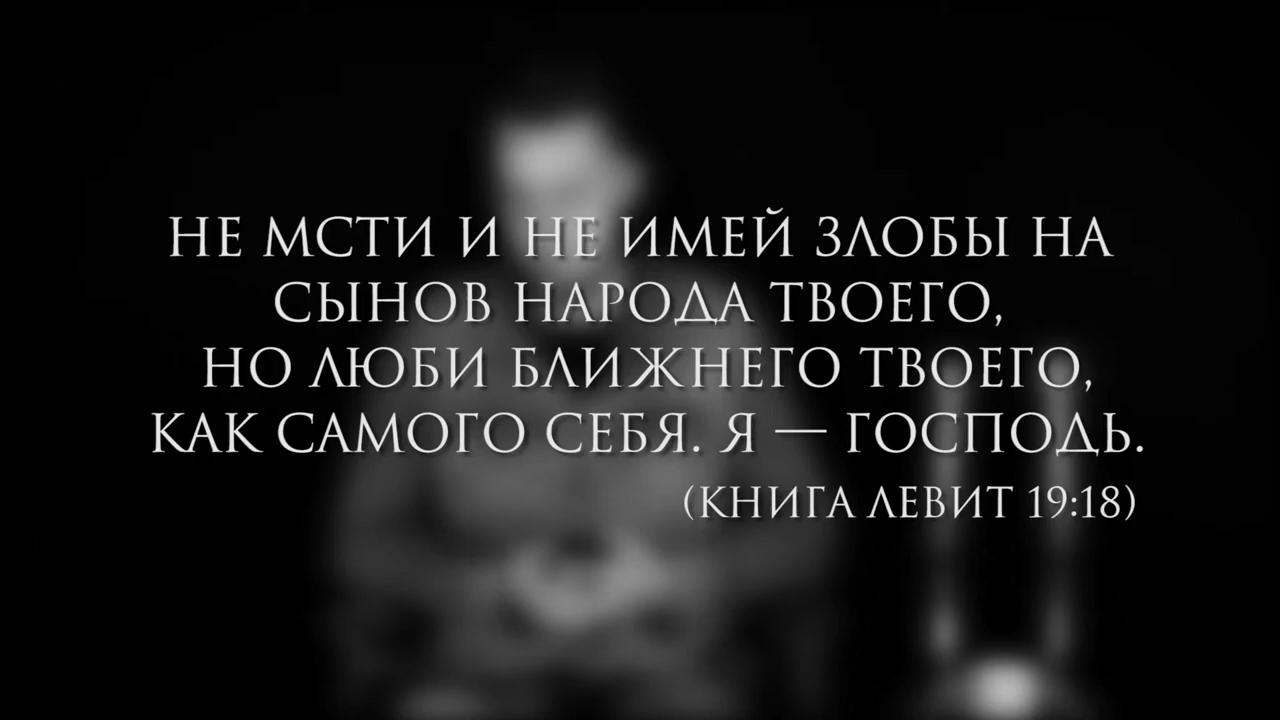 НЕ МСТИ И НЕ ИМЕЙ ЗЛОБЫ НА
СЫНОВ НАРОДА ТВОЕГО,
НО ЛЮБИ БЛИЖНЕГО ТВОЕГО,
КАК САМОГО СЕБЯ. Я — ГОСПОДЬ.
(КНИГА ЛЕВИТ 19:18)